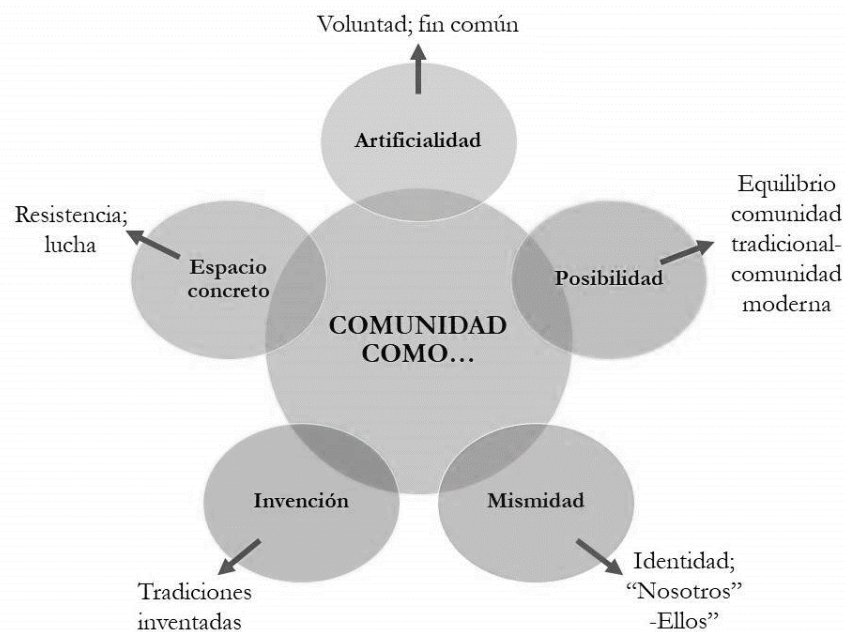 Voluntad; fin común
Artificialidad
Resistencia;
lucha
Espacio
concreto
Equilibrio
comunidad
tradicional-
comunidad
moderna
Posibilidad
COMUNIDAD
COMO…
Invención
Mismidad
Tradiciones
inventadas
Identidad;
“Nosotros”
-Ellos”